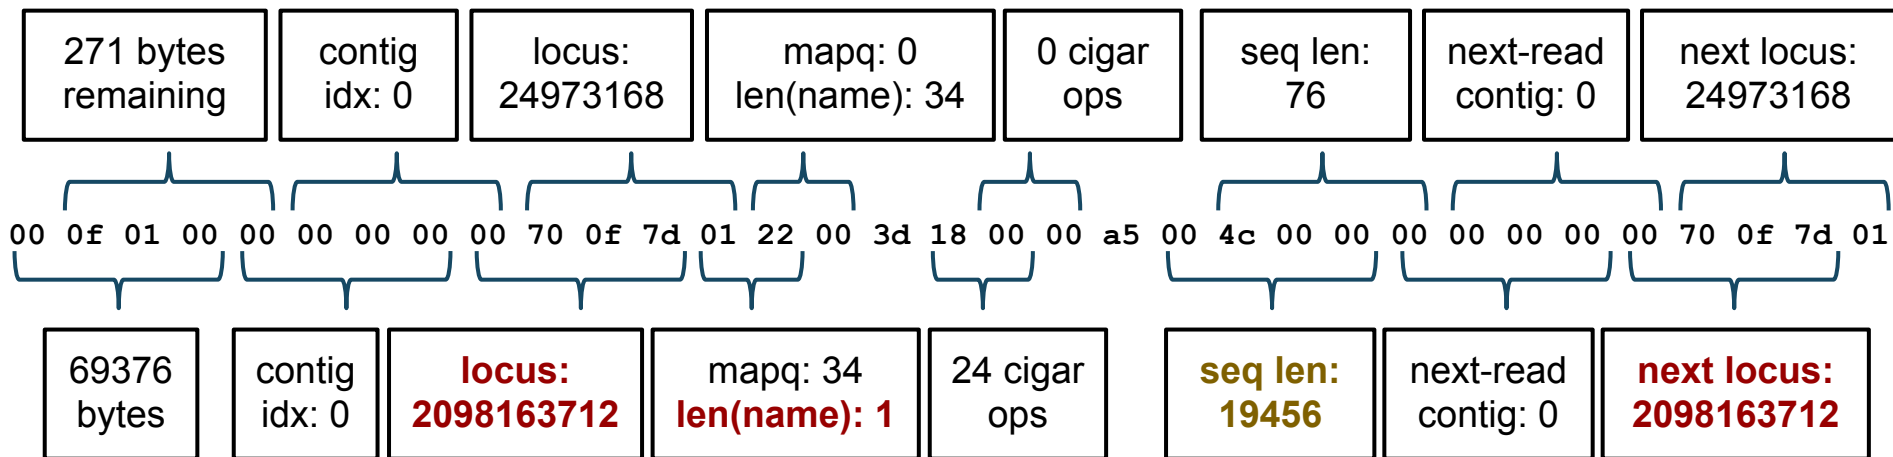 271 bytes
remaining
contig
idx: 0
locus:
24973168
mapq: 0
len(name): 34
0 cigar
ops
seq len:
76
next-read
contig: 0
next locus:
24973168
00 0f 01 00 00 00 00 00 00 70 0f 7d 01 22 00 3d 18 00 00 a5 00 4c 00 00 00 00 00 00 00 70 0f 7d 01
69376
bytes
contig
idx: 0
locus:
2098163712
mapq: 34
len(name): 1
24 cigar
ops
seq len:
19456
next-read
contig: 0
next locus:
2098163712